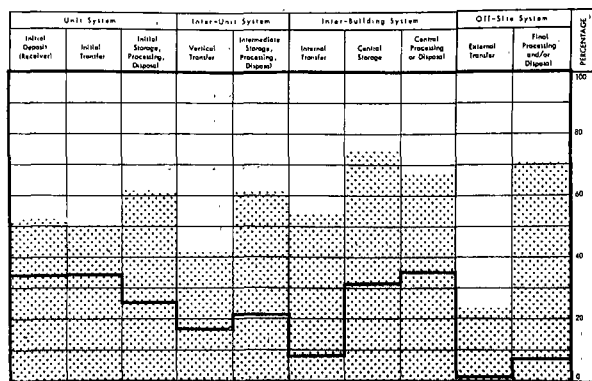 Unit System
Inter-Unit System
Inter-Building System
Off-Site System
Initial
Deposit
(Receiver)
Initial
Transfer
Initial
Storage,
Processing,
Disposal
Vertical
Transfer
Intermediate
Storage,
Processing,
Disposal
Internal
Transfer
Central
Storage
Central
Processing
or Disposal
External
Transfer
Final
Processing
and/or
Disposal
PERCENTAGE
100
80
60
40
20
0